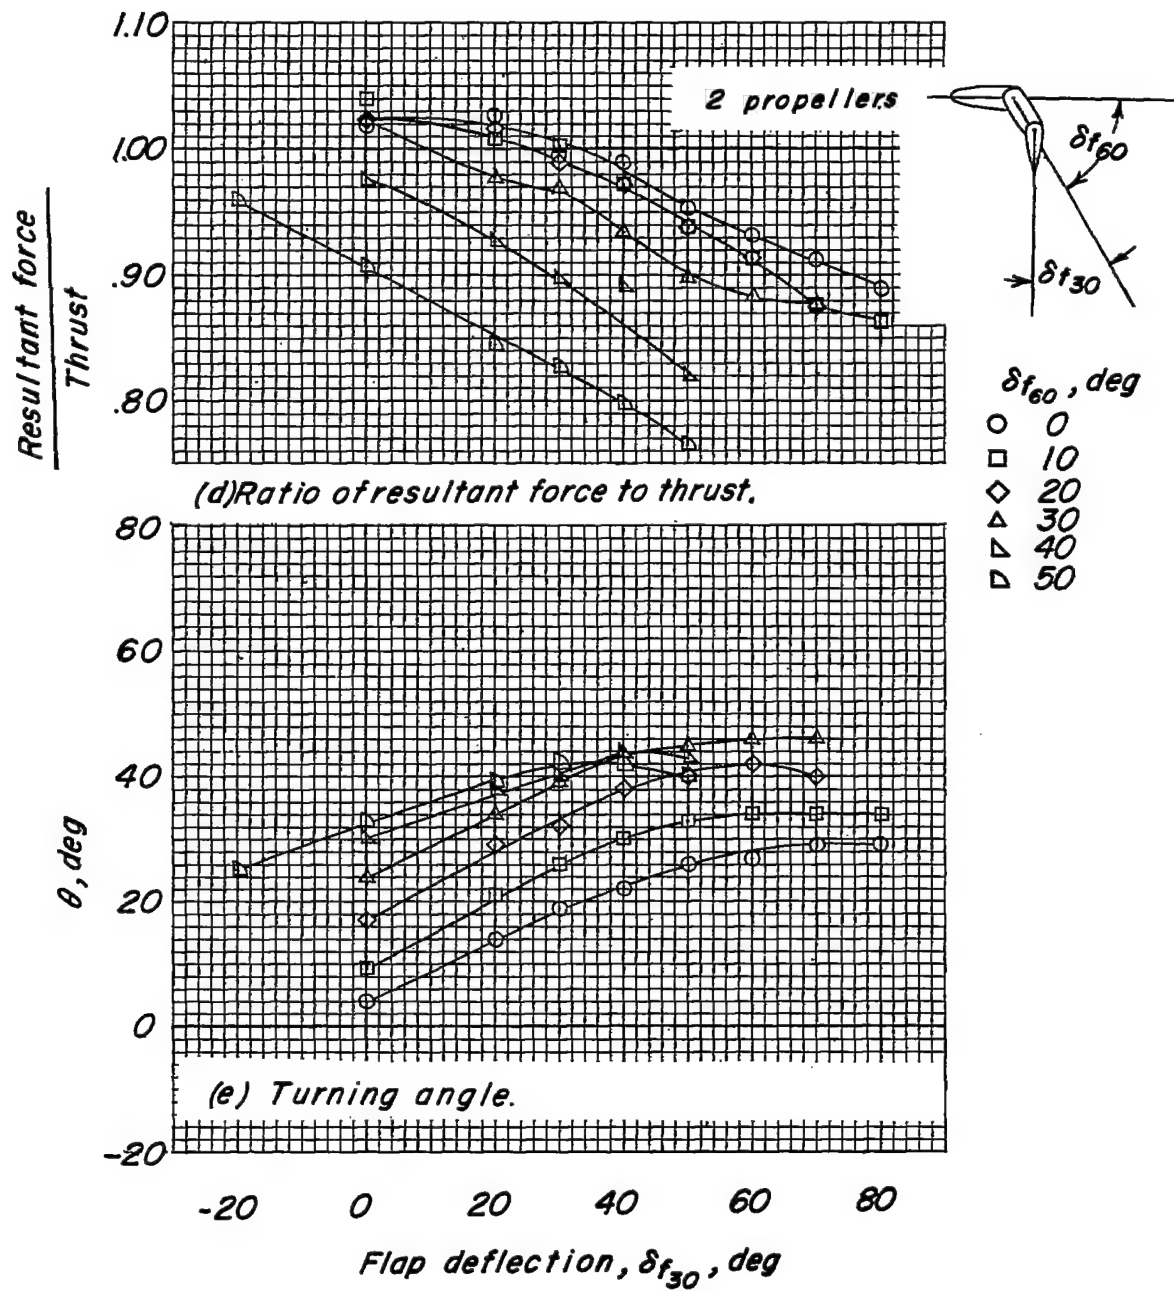 1.10
1.00
.90
.80
Resultant force
Thrust
2 propellers
δf60
δf30
(d)Ratio of resultant force to thrust.
δf60, deg
0
10
20
30
40
50
80
60
40
20
0
-20
θ, deg
(e) Turning angle.
-20 0 20 40 60 80
Flap deflection, δf30, deg